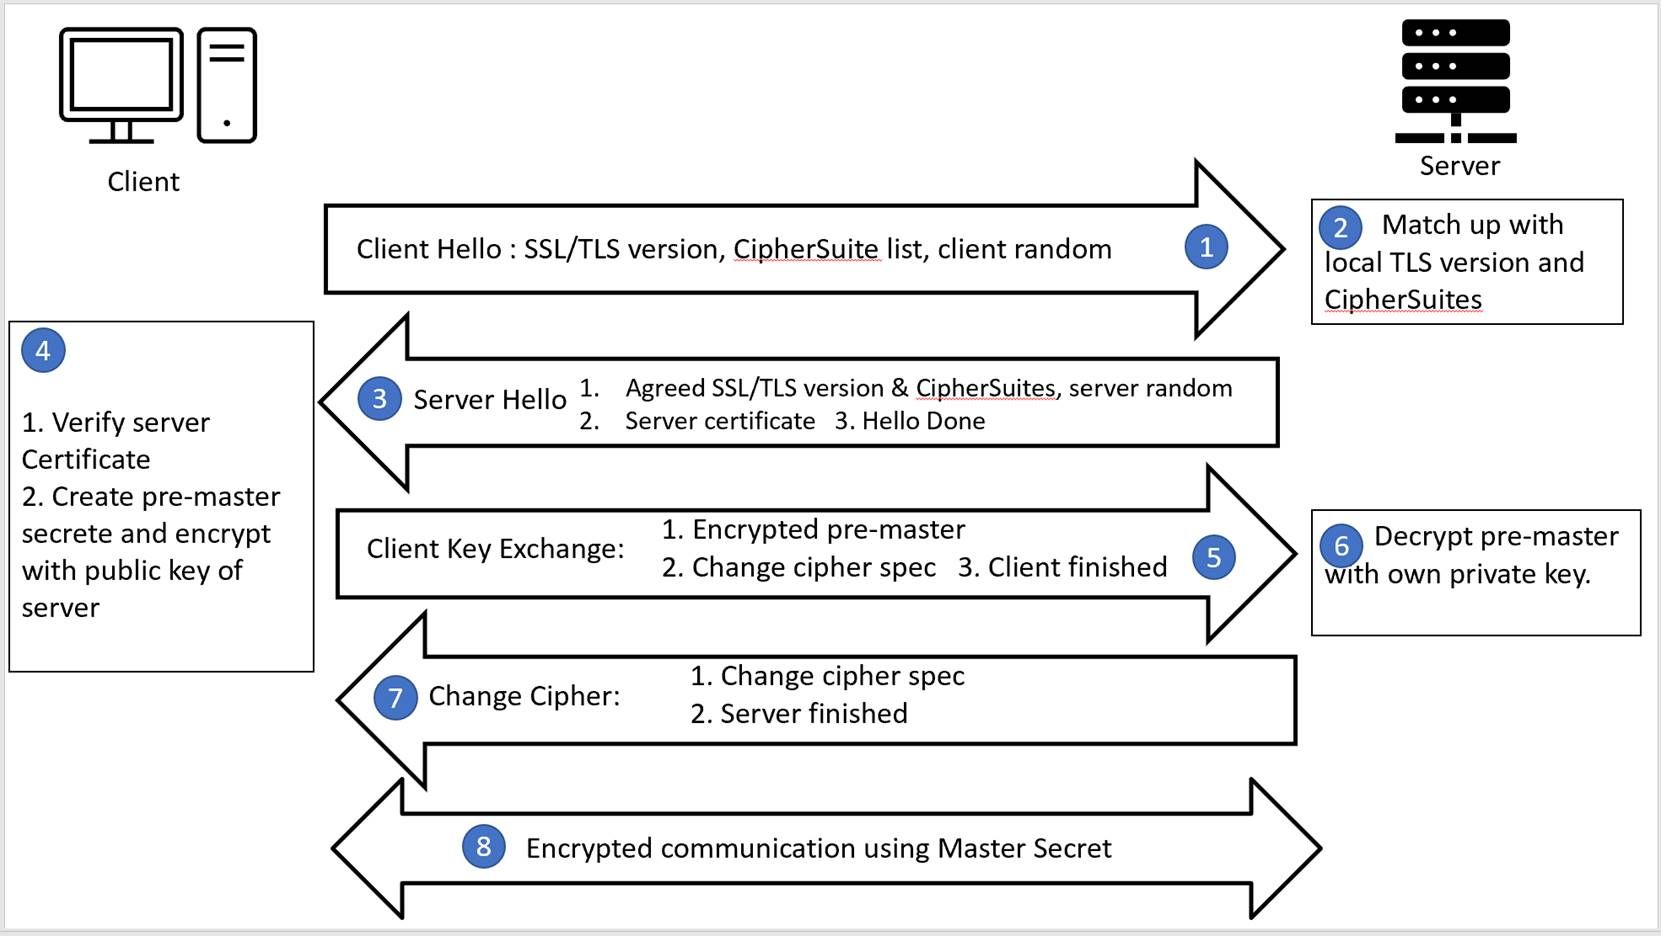 Client
Server
Client Hello : SSL/TLS version, CipherSuite list, client random
1
2 Match up with
local TLS version and
CipherSuites
3 Server Hello
1. Agreed SSL/TLS version & CipherSuites, server random
2. Server certificate 3. Hello Done
4
1. Verify server
Certificate
2. Create pre-master
secrete and encrypt
with public key of
server
Client Key Exchange:
1. Encrypted pre-master
2. Change cipher spec 3. Client finished
5
6 Decrypt pre-master
with own private key.
7 Change Cipher:
1. Change cipher spec
2. Server finished
8 Encrypted communication using Master Secret